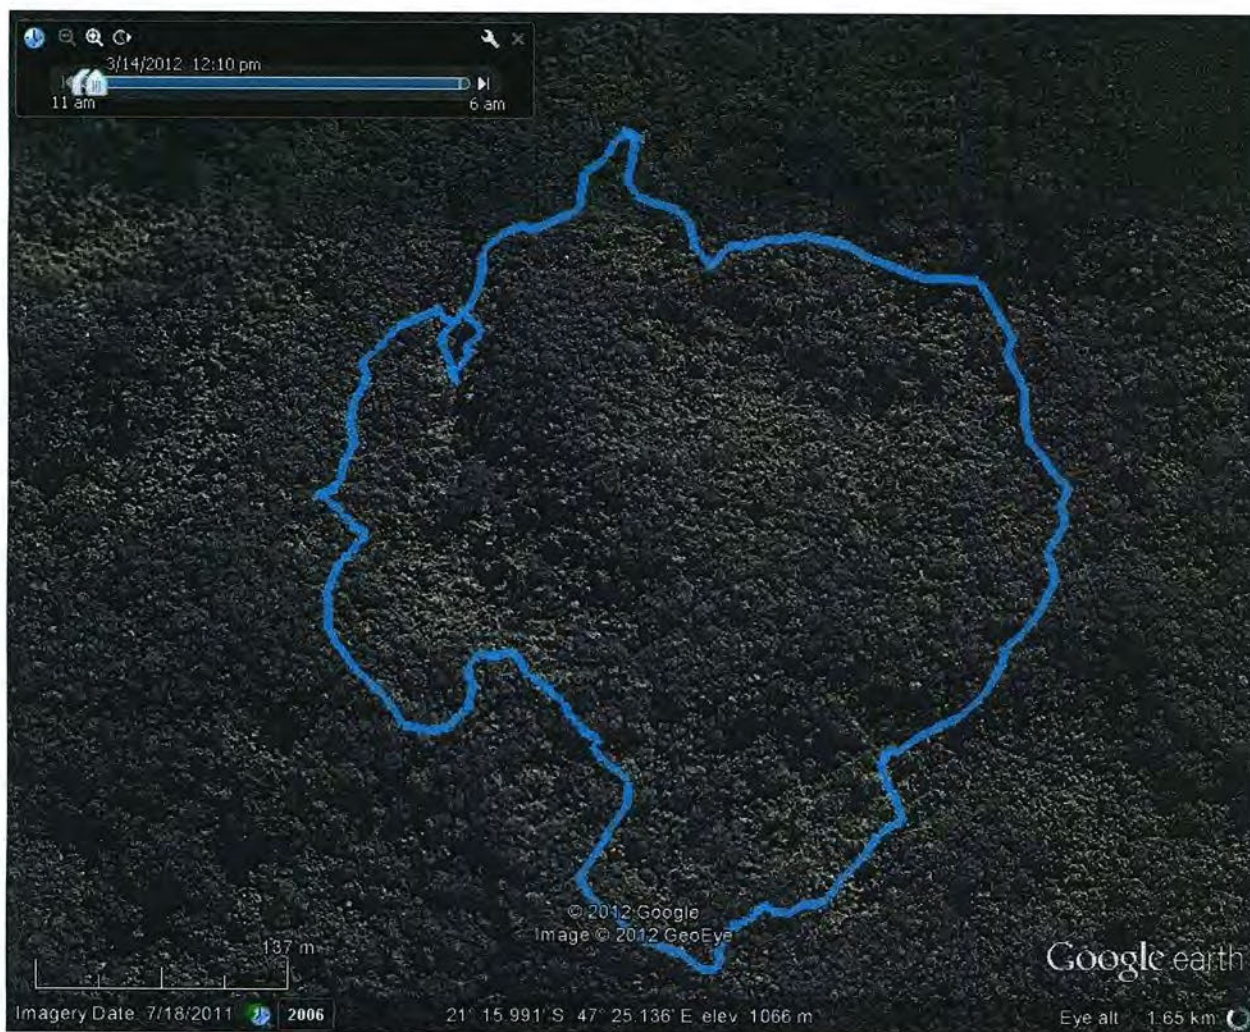 3/14/2012 12:10 pm
11 am
6 am
© 2012 Google
Image © 2012 GeoEye
137 m
Google earth
Imagery Date 7/18/2011
2006
21° 15.991' S 47° 25.136' E elev 1066 m
Eye alt 1.65 km